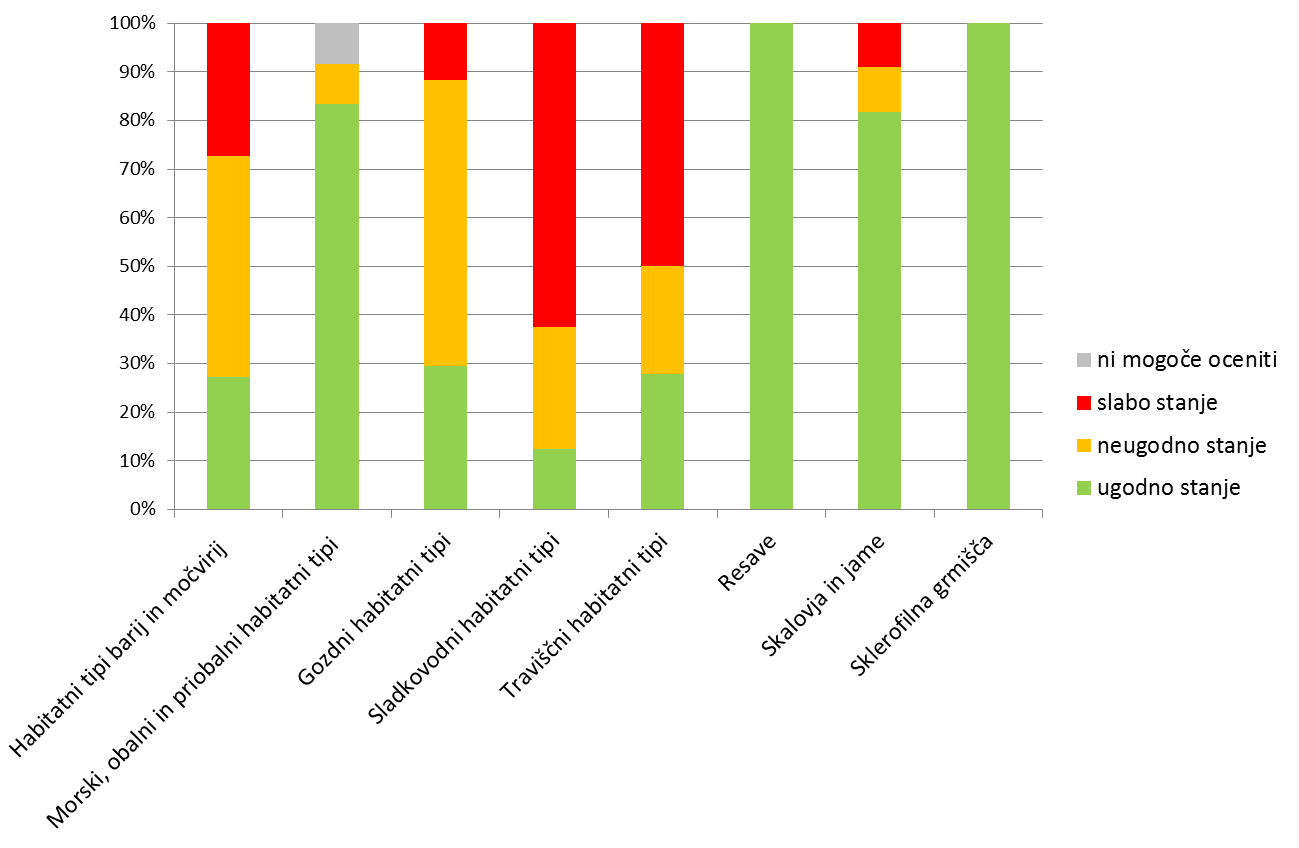 100%
90%
80%
70%
60%
50%
40%
30%
20%
10%
0%
Habitatni tipi barij in močvirij
Morski, obalni in priobalni habitatni tipi
Gozdni habitatni tipi
Sladkovodni habitatni tipi
Traviščni habitatni tipi
Resave
Skalovja in jame
Sklerofilna grmišča
ni mogoče oceniti
slabo stanje
neugodno stanje
ugodno stanje